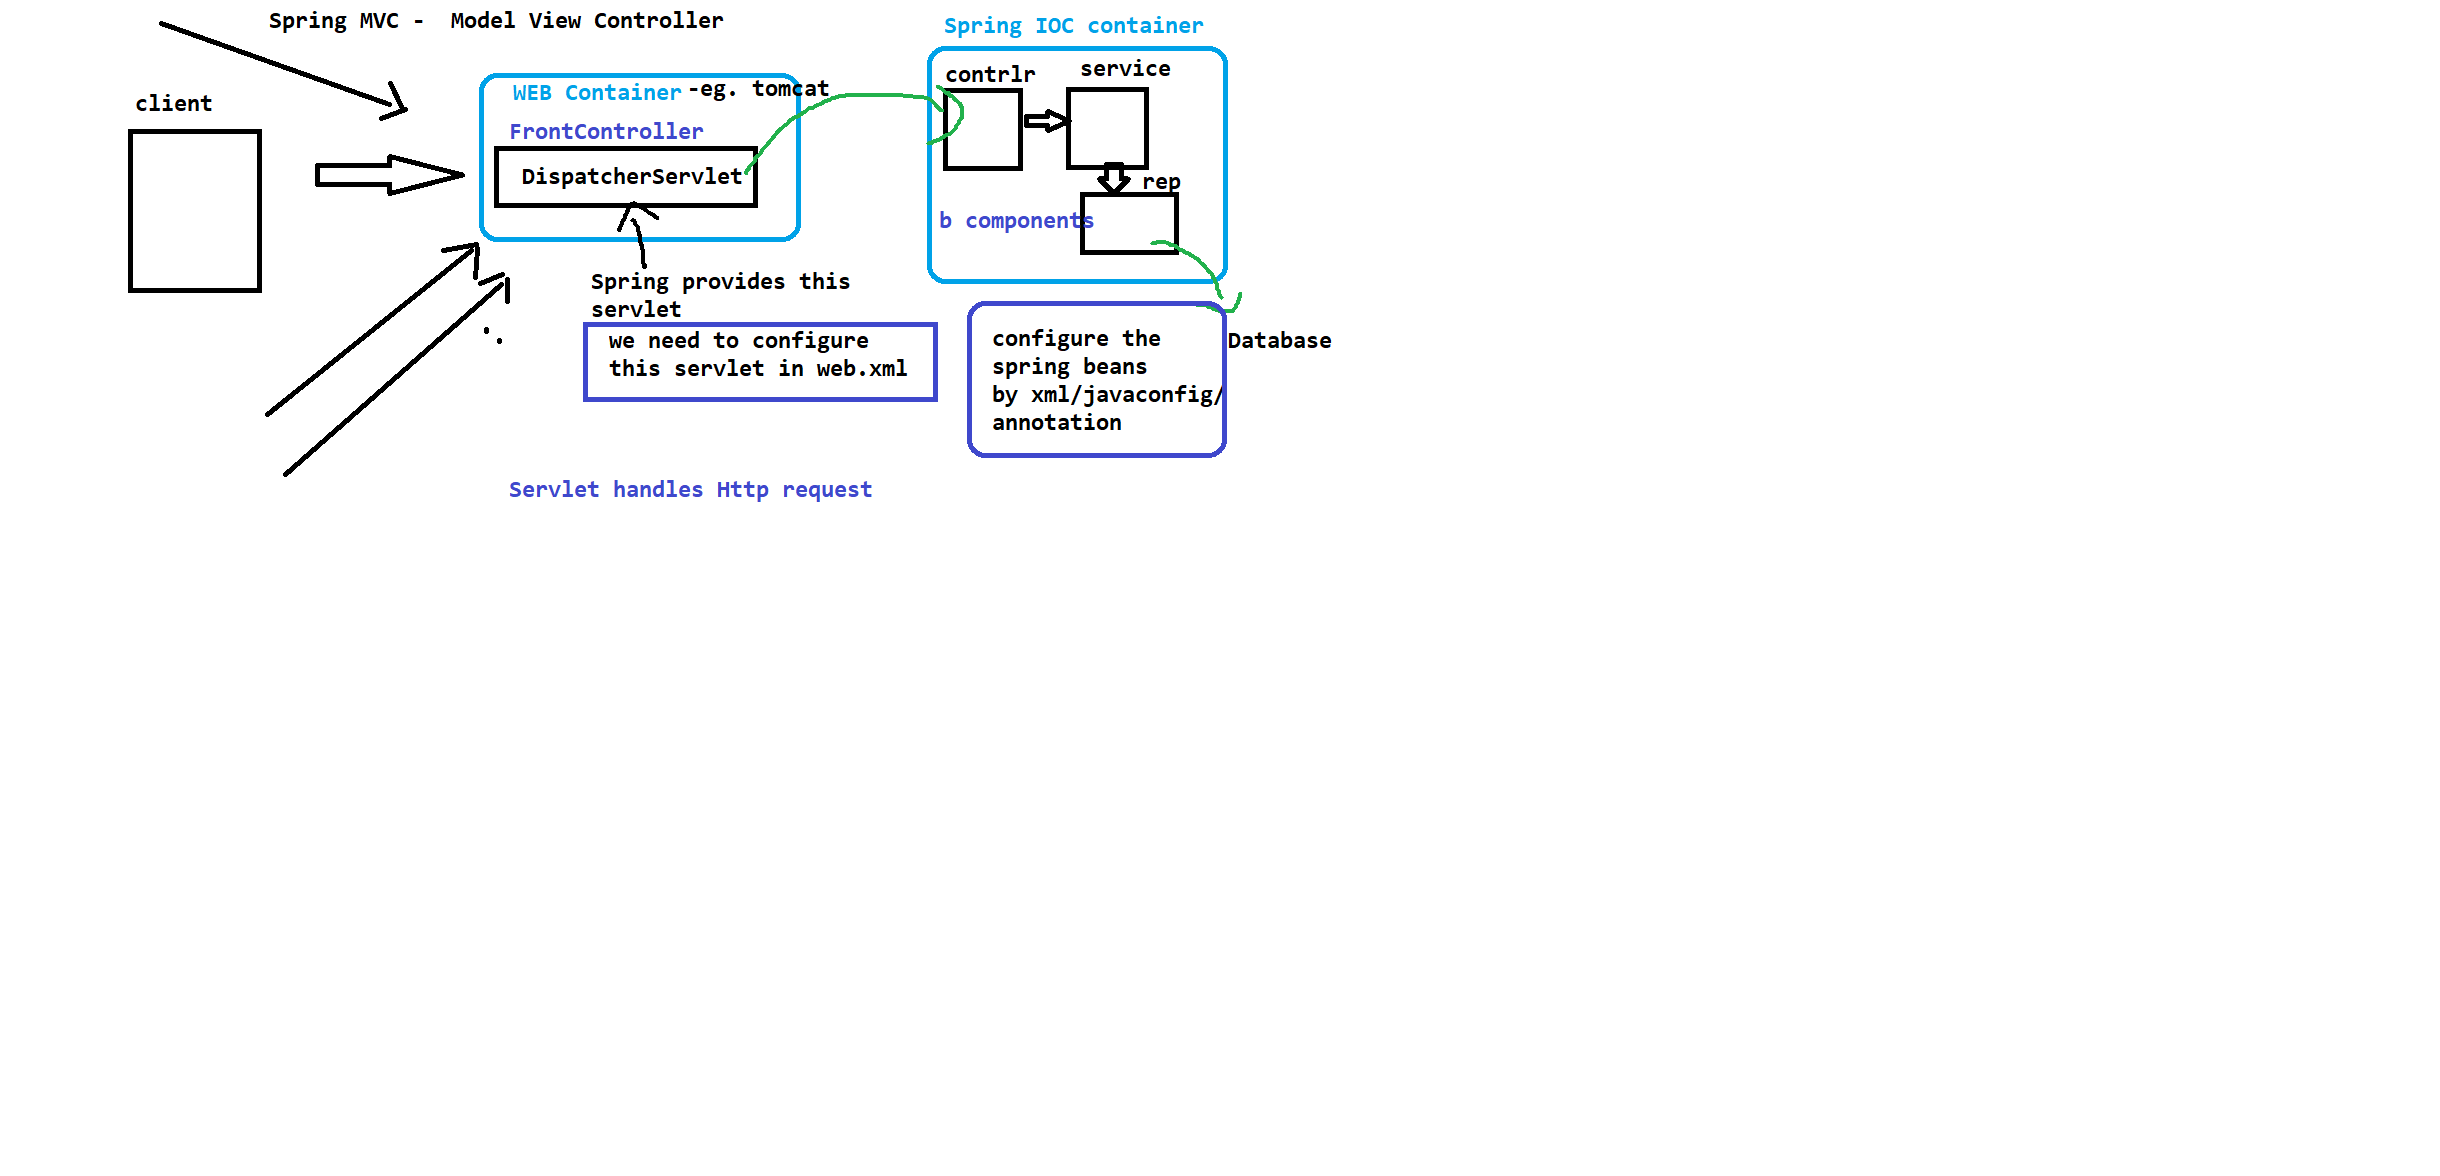 Spring MVC -  Model View Controller
Spring IOC container
client
WEB Container -eg. tomcat
FrontController
DispatcherServlet
contrlr
service
rep
b components
Spring provides this
servlet
we need to configure
this servlet in web.xml
configure the
spring beans
by xml/javaconfig/
annotation
Database
Servlet handles Http request